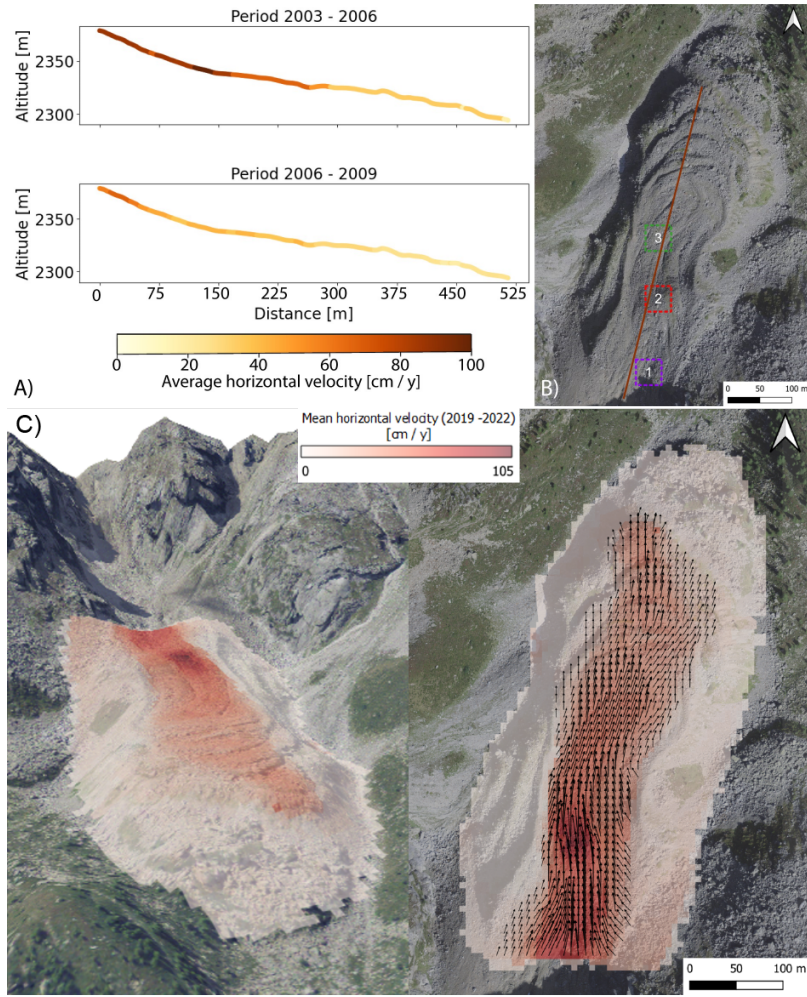 Period 2003 - 2006
Altitude [m]
2350
2300
Period 2006 - 2009
Altitude [m]
2350
2300
0 75 150 225 300 375 450 525
Distance [m]
0 20 40 60 80 100
Average horizontal velocity [cm / y]
A)
3
2
1
B)
0 50 100 m
C)
Mean horizontal velocity (2019 -2022)
[cm / y]
0 105
0 50 100 m